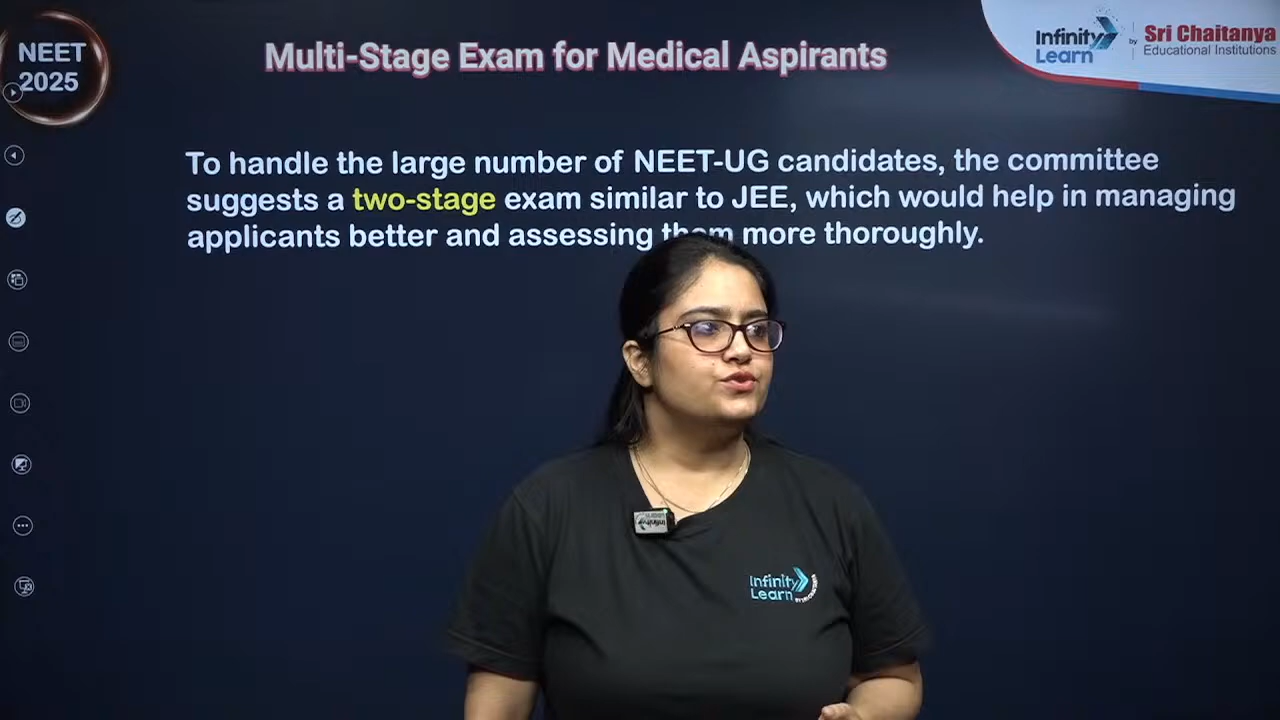 NEET
2025
Multi-Stage Exam for Medical Aspirants
Infinity
Learn
by
Sri Chaitanya
Educational Institutions
To handle the large number of NEET-UG candidates, the committee
suggests a two-stage exam similar to JEE, which would help in managing
applicants better and assessing them more thoroughly.
Infinity
Learn